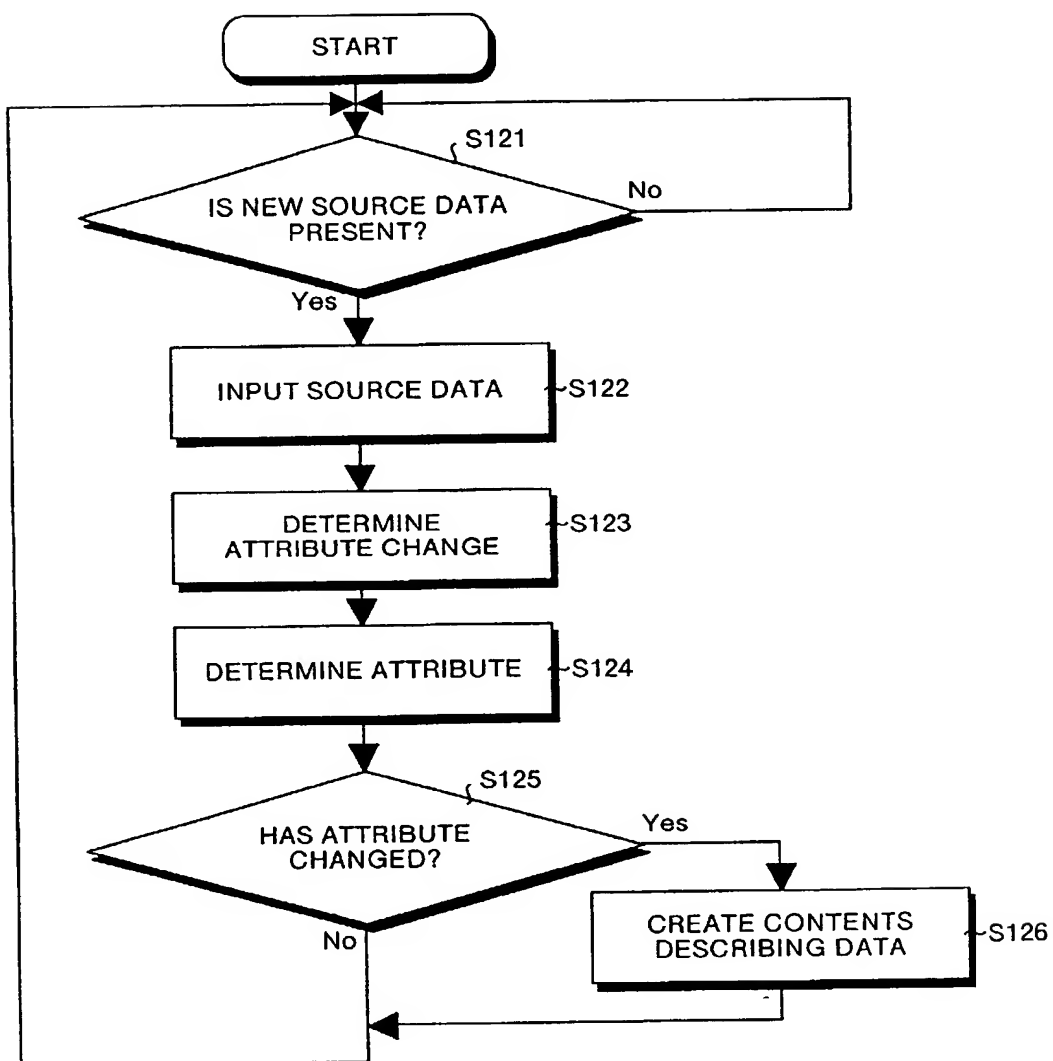 START
S121
IS NEW SOURCE DATA
PRESENT?
No
Yes
INPUT SOURCE DATA
S122
DETERMINE
ATTRIBUTE CHANGE
S123
DETERMINE ATTRIBUTE
S124
S125
HAS ATTRIBUTE
CHANGED?
Yes
No
CREATE CONTENTS
DESCRIBING DATA
S126